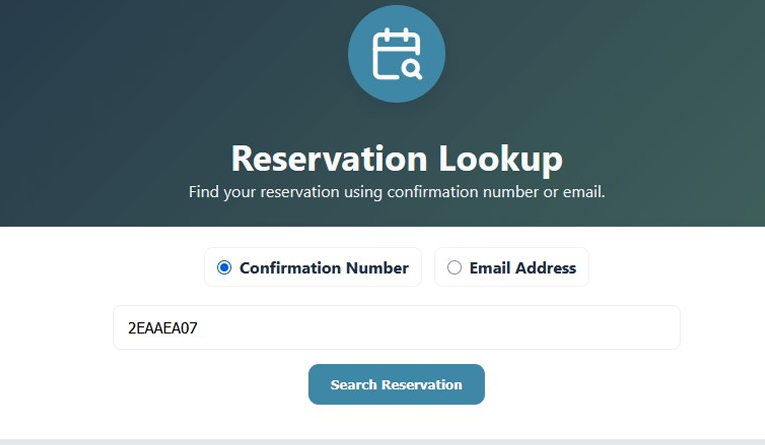 Reservation Lookup
Find your reservation using confirmation number or email.
Confirmation Number
Email Address
2EAAEA07
Search Reservation